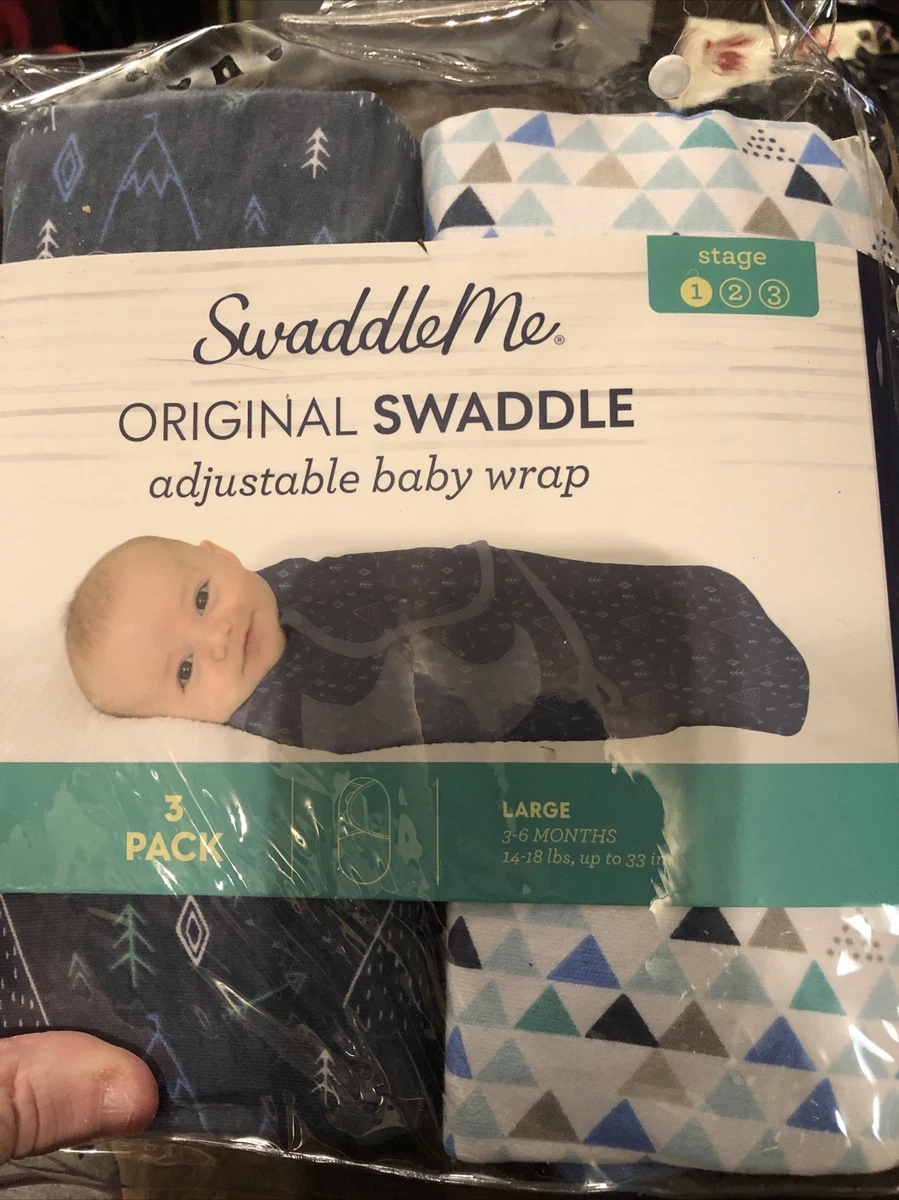 stage
1 2 3
SwaddleMe®
ORIGINAL SWADDLE
adjustable baby wrap
3
PACK
LARGE
3-6 MONTHS
14-18 lbs, up to 33 in